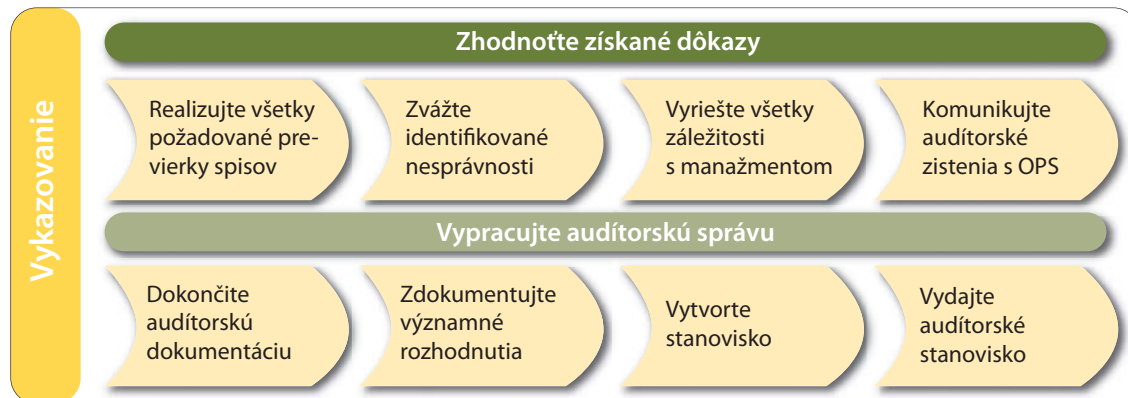 Vykazovanie
Zhodnoťte získané dôkazy
Realizujte všetky
požadované pre-
vierky spisov
Zvážte
identifikované
nesprávnosti
Vyriešte všetky
záležitosti
s manažmentom
Komunikujte
audítorské
zistenia s OPS
Vypracujte audítorskú správu
Dokončite
audítorskú
dokumentáciu
Zdokumentujte
významné
rozhodnutia
Vytvorte
stanovisko
Vydajte
audítorské
stanovisko